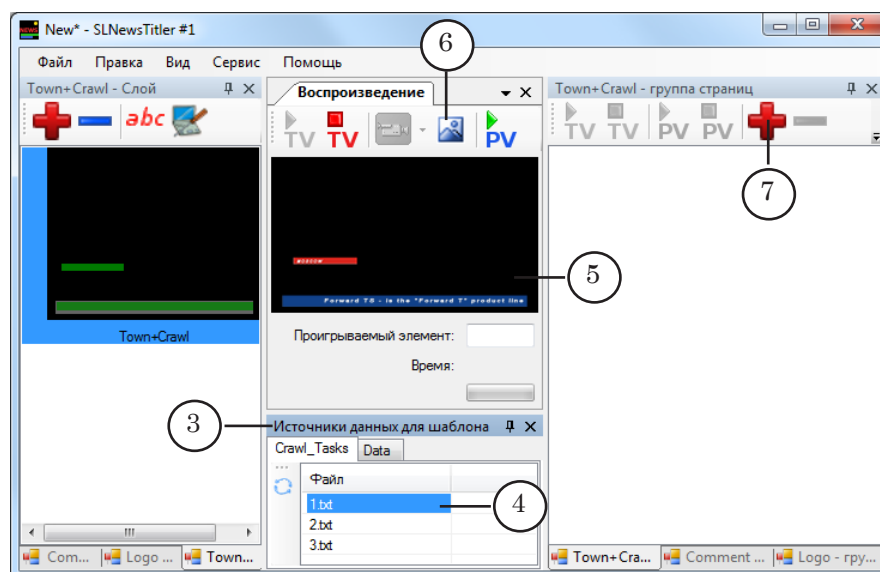 New* - SLNewsTitler #1
Файл Правка Вид Сервис Помощь
6
Town+Crawl - Слой
abc
Town+Crawl
Com... Logo ... Town...
Воспроизведение
TV TV PV
MOSCOW
Forward TS - is the "Forward T" product line
5
Проигрываемый элемент:
Время:
3
Источники данных для шаблона
Crawl_Tasks Data
Файл
1.txt
2.txt
3.txt
4
Town+Crawl - группа страниц
TV TV PV PV
7
Town+Cra... Comment ... Logo - гру...